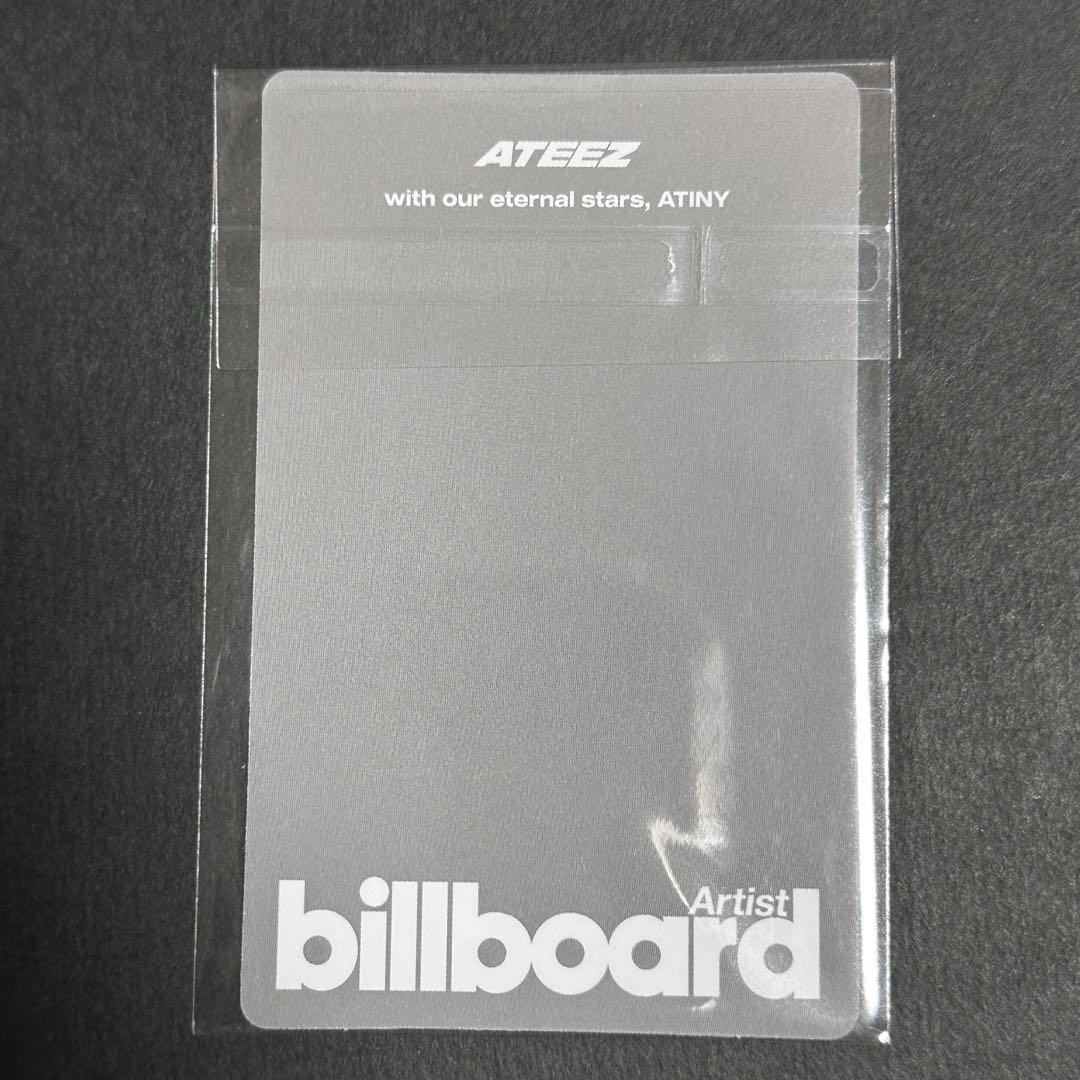 ATEEZ
with our eternal stars, ATINY
Artist
billboard